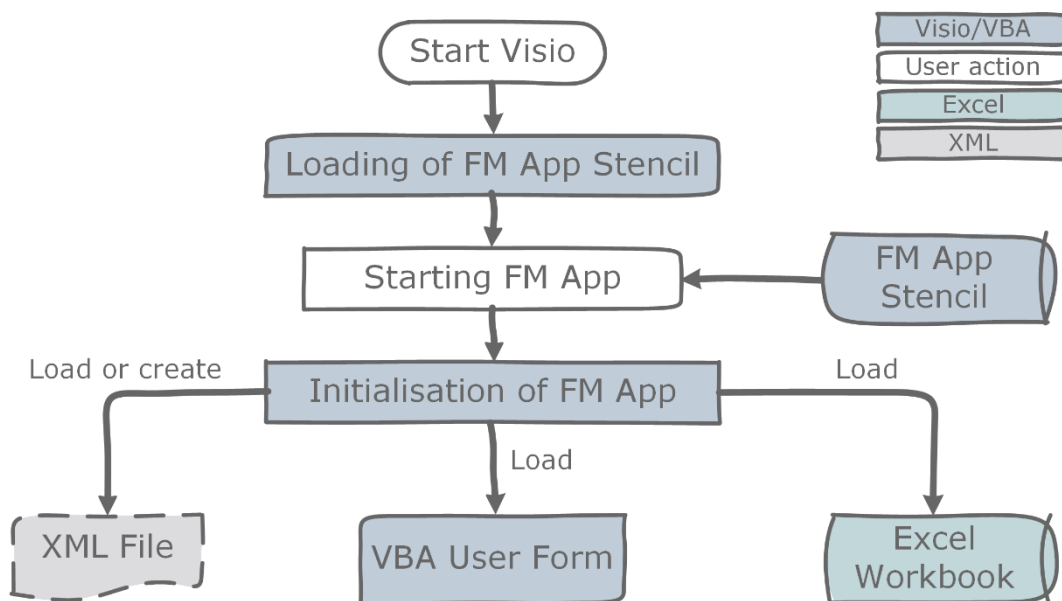 Start Visio
Visio/VBA
User action
Excel
XML
Loading of FM App Stencil
Starting FM App
FM App
Stencil
Load or create
Initialisation of FM App
Load
Load
XML File
VBA User Form
Excel
Workbook